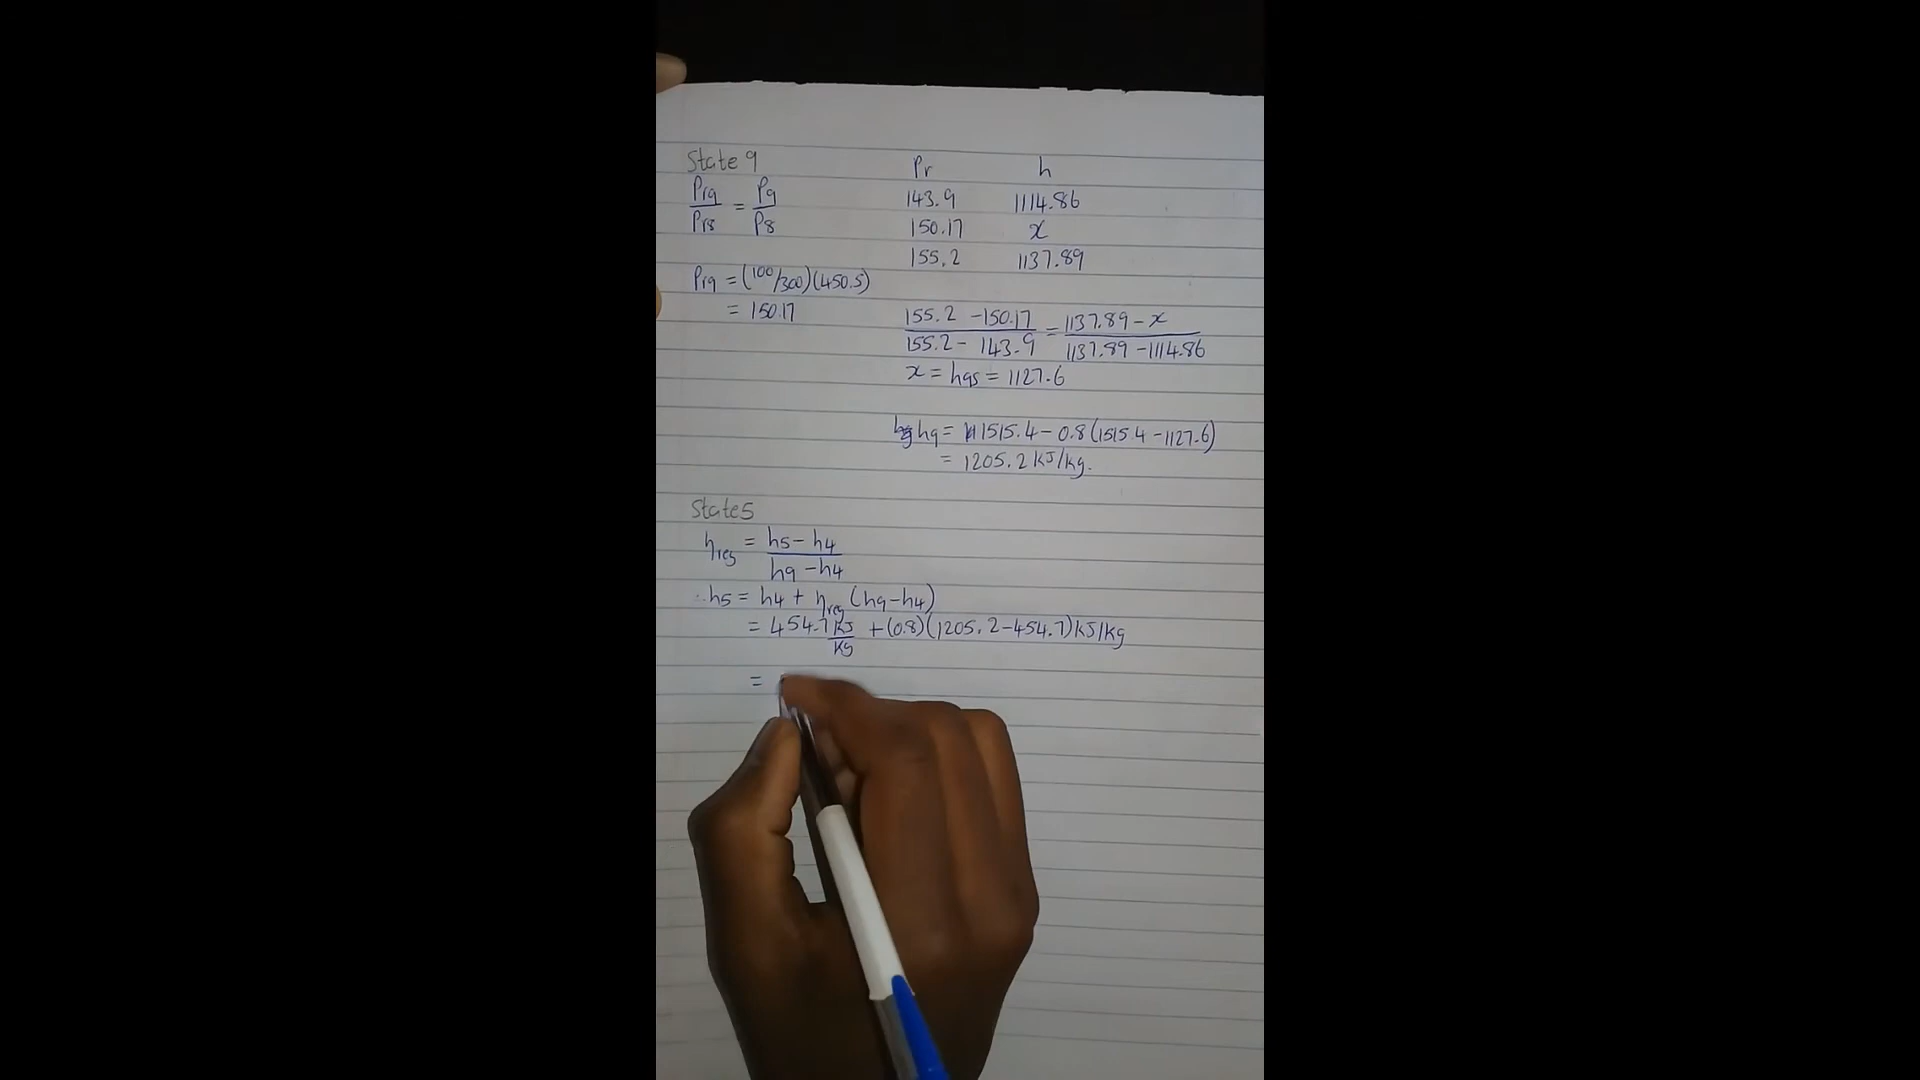 State 9
Pr9/Pr8 = P9/P8
Pr9 = (100/300)(450.5)
= 150.17
Pr h
143.9 1114.86
150.17 x
155.2 1137.89
155.2 - 150.17 / 155.2 - 143.9 = 1137.89 - x / 1137.89 - 1114.86
x = h9s = 1127.6
h9 = 1515.4 - 0.8(1515.4 - 1127.6)
= 1205.2 KJ/kg.
State 5
ηreg = h5 - h4 / h9 - h4
∴ h5 = h4 + ηreg (h9 - h4)
= 454.7 KJ/Kg + (0.8)(1205.2 - 454.7) KJ/Kg
=